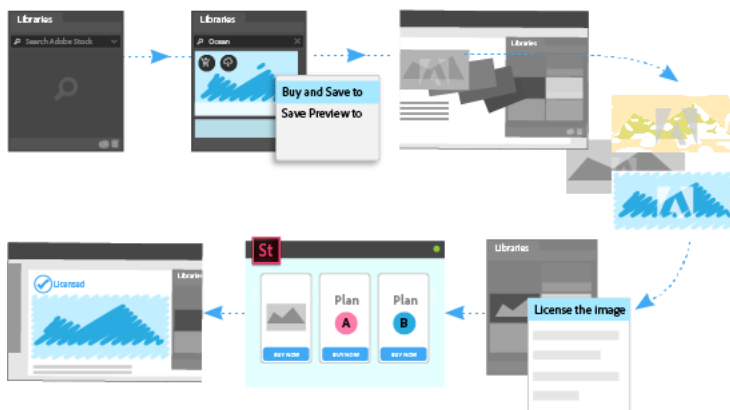 Libraries
Search Adobe Stock
Libraries
Ocean
Buy and Save to
Save Preview to
Libraries
Libraries
License the image
St
Plan
A
BUY NOW
Plan
B
BUY NOW
BUY NOW
Licensed
Libraries